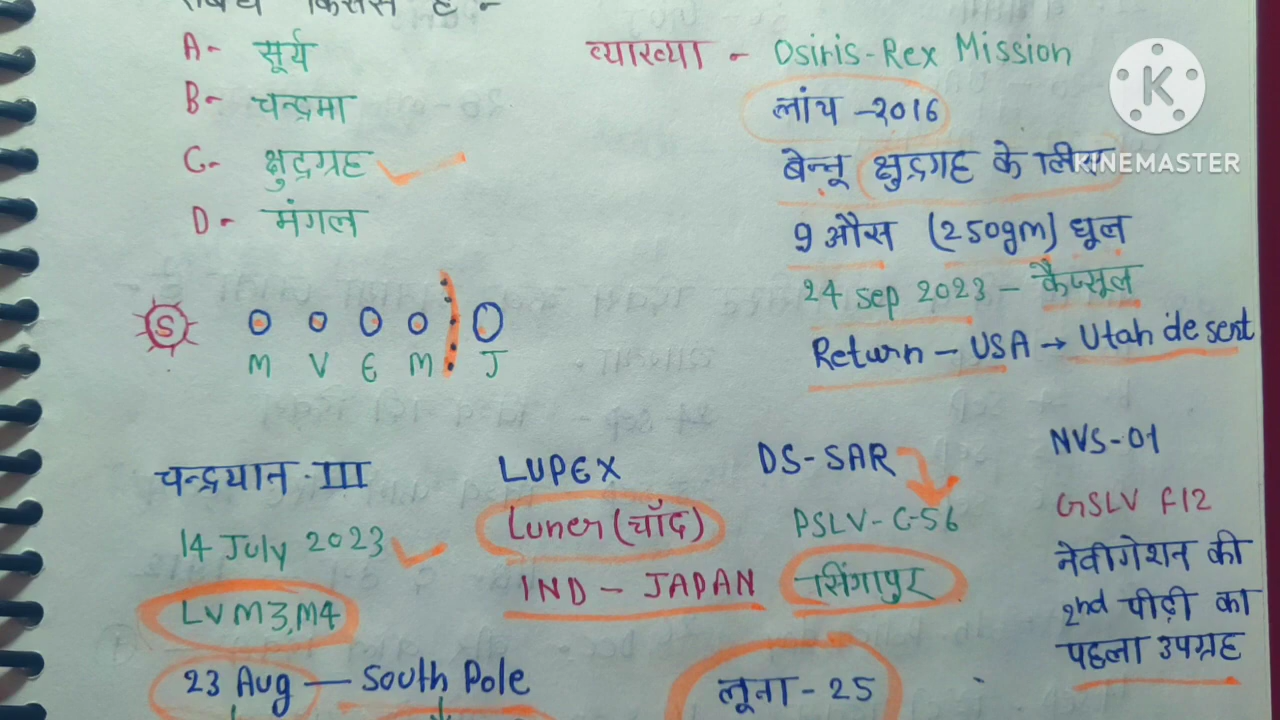 संबंध किससे है -
A- सूर्य
B- चन्द्रमा
C- क्षुद्रग्रह
D- मंगल
व्याख्या - Osiris-Rex Mission
लांच -2016
बेन्नू क्षुद्रग्रह के लिए
9 औंस (250gm) धूल
24 sep 2023 - कैप्सूल
Return - USA → Utah desert
K
KINEMASTER
S
M V E M J
चन्द्रयान-III
14 July 2023
LVM3,M4
23 Aug — South Pole
LUPEX
Luner (चाँद)
IND - JAPAN
DS-SAR
PSLV-C-56
सिंगापुर
लूना-25
NVS-01
GSLV F12
नेवीगेशन की
2nd पीढ़ी का
पहला उपग्रह